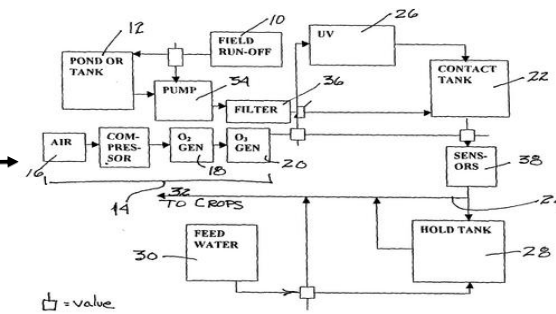 12
10
26
FIELD
RUN-OFF
UV
POND OR
TANK
CONTACT
TANK
PUMP
34
36
22
FILTER
AIR
COM-
PRES-
SOR
O2
GEN
O3
GEN
SENS-
ORS
38
16
18
20
14
32
TO CROPS
FEED
WATER
HOLD TANK
30
28
= value